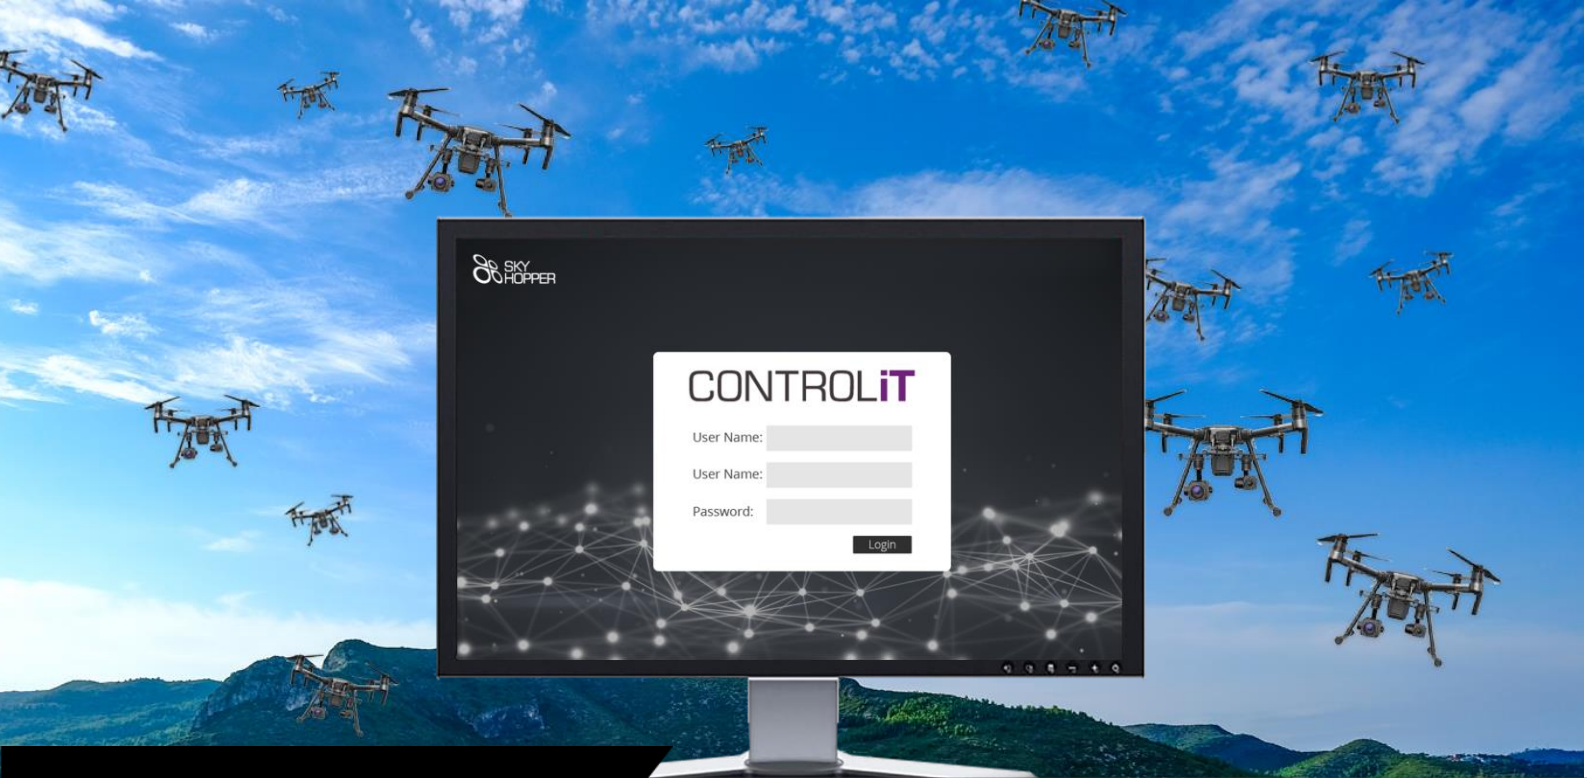 SKY
HOPPER
CONTROLiT
User Name:
User Name:
Password:
Login